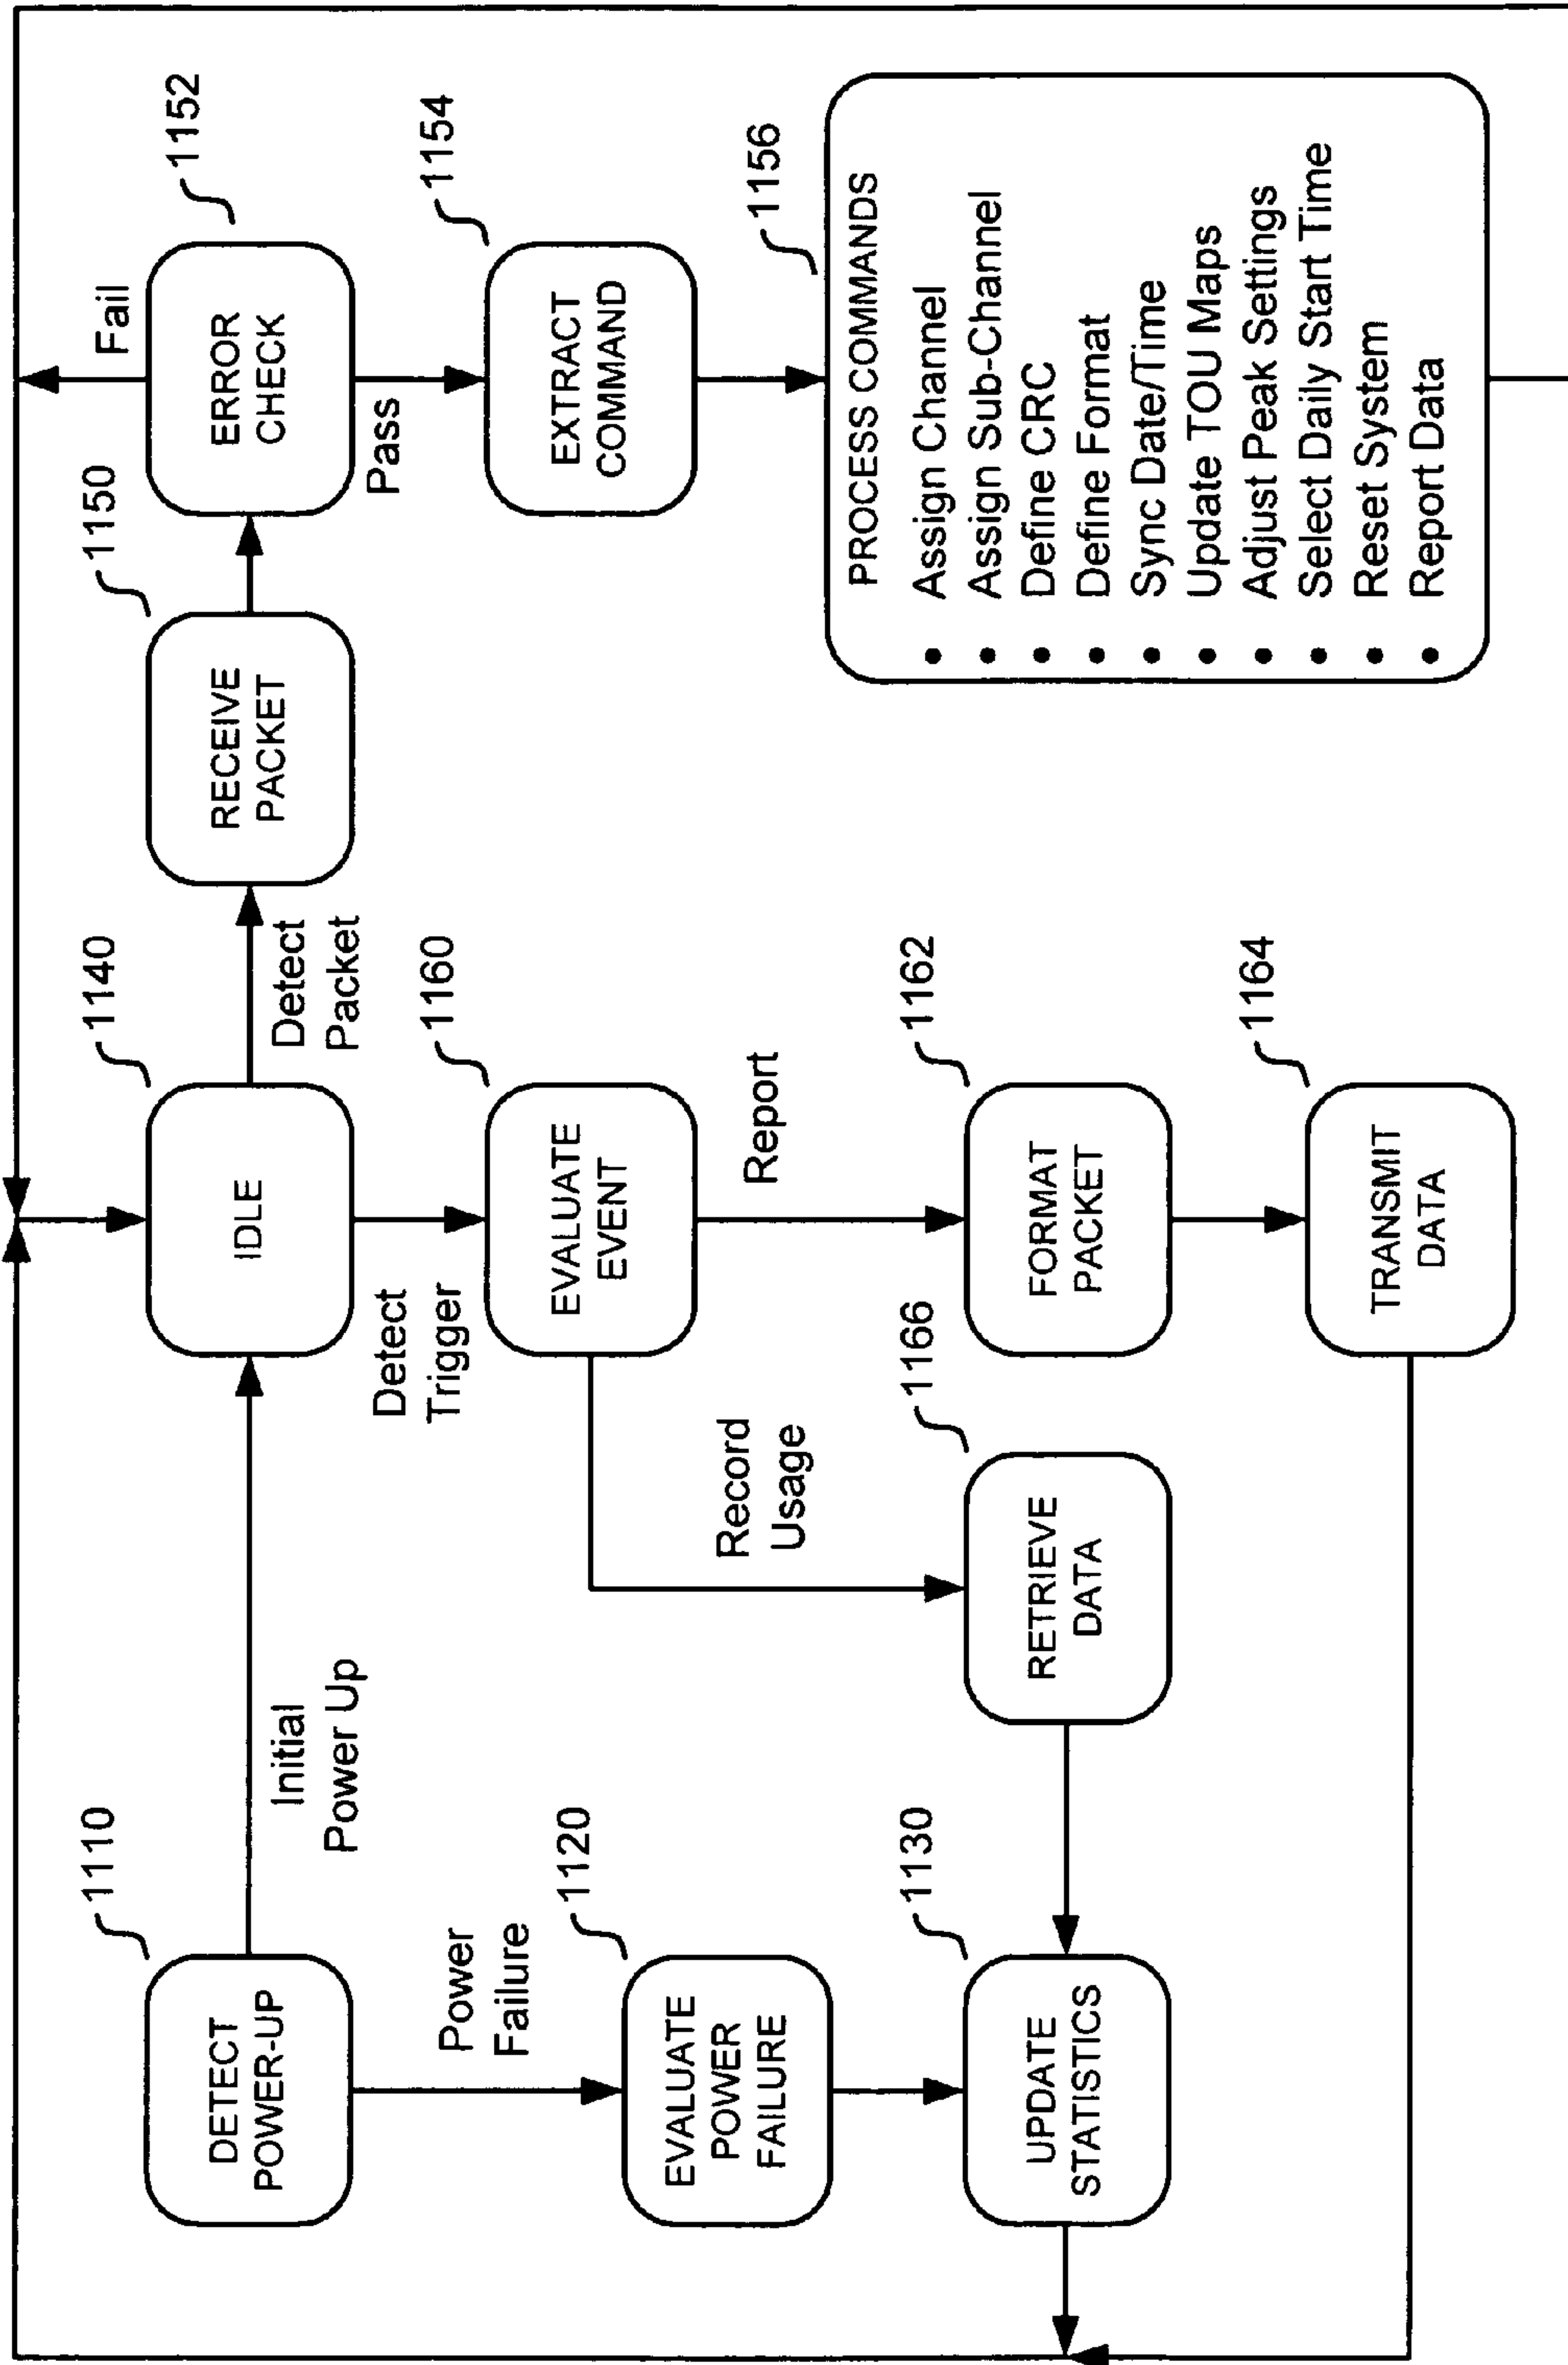 1110
DETECT
POWER-UP
Initial
Power Up
Power
Failure
1120
EVALUATE
POWER
FAILURE
1130
UPDATE
STATISTICS
1140
IDLE
Detect
Packet
Detect
Trigger
1160
EVALUATE
EVENT
Record
Usage
Report
1166
RETRIEVE
DATA
1162
FORMAT
PACKET
1164
TRANSMIT
DATA
1150
RECEIVE
PACKET
1152
ERROR
CHECK
Fail
Pass
1154
EXTRACT
COMMAND
1156
PROCESS COMMANDS
• Assign Channel
• Assign Sub-Channel
• Define CRC
• Define Format
• Sync Date/Time
• Update TOU Maps
• Adjust Peak Settings
• Select Daily Start Time
• Reset System
• Report Data